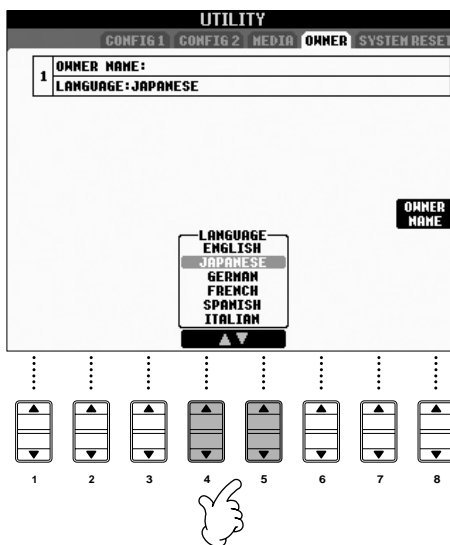 UTILITY
CONFIG 1 CONFIG 2 MEDIA OWNER SYSTEM RESET
1 OWNER NAME:
LANGUAGE:JAPANESE
OWNER
NAME
LANGUAGE
ENGLISH
JAPANESE
GERMAN
FRENCH
SPANISH
ITALIAN
1 2 3 4 5 6 7 8